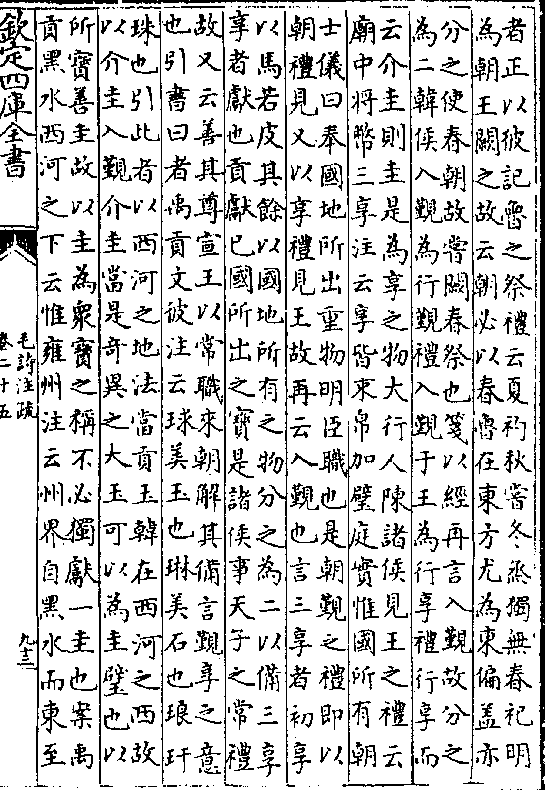 者正以彼記魯之祭禮云夏礿秋嘗冬烝獨無春祀明
為朝王闕之故云朝必以春魯在東方尤為東偏蓋亦
分之使春朝故嘗闕春祭也箋以經再言入覲故分之
為二韓侯入覲為行覲禮入覲于王為行享禮行享而
云介圭則圭是為享之物大行人陳諸侯見王之禮云
廟中将幣三享注云享皆束帛加璧庭實惟國所有朝
士儀曰奉國地所出重物明臣職也是朝覲之禮即以
朝禮見又以享禮見王故再云入覲也言三享者初享
以馬若皮其餘以國地所有之物分之為二以備三享
享者獻也貢獻已國所出之寶是諸侯事天子之常禮
故又云善其尊宣王以常職來朝解其備言覲享之意
也引書曰者禹貢文彼注云球美玉也琳美石也琅玕
珠也引此者以西河之地法當貢玉韓在西河之西故
以介圭入覲介圭當是奇異之大玉可以為圭璧也以
所寶善圭故以圭為衆寶之稱不必獨獻一圭也案禹
貢黑水西河之下云惟雍州注云州界自黑水而東至
欽定四庫全書
毛詩注疏
卷二十五
九十三